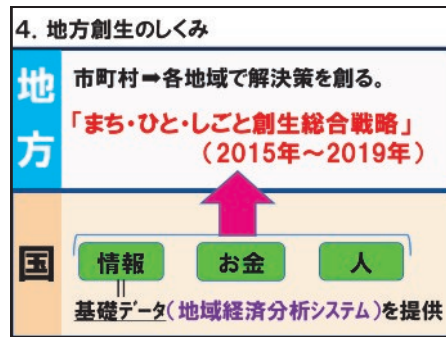 4. 地方創生のしくみ
地方
市町村➡各地域で解決策を創る。
「まち・ひと・しごと創生総合戦略」
（2015年～2019年）
国
情報 お金 人
基礎データ(地域経済分析システム)を提供